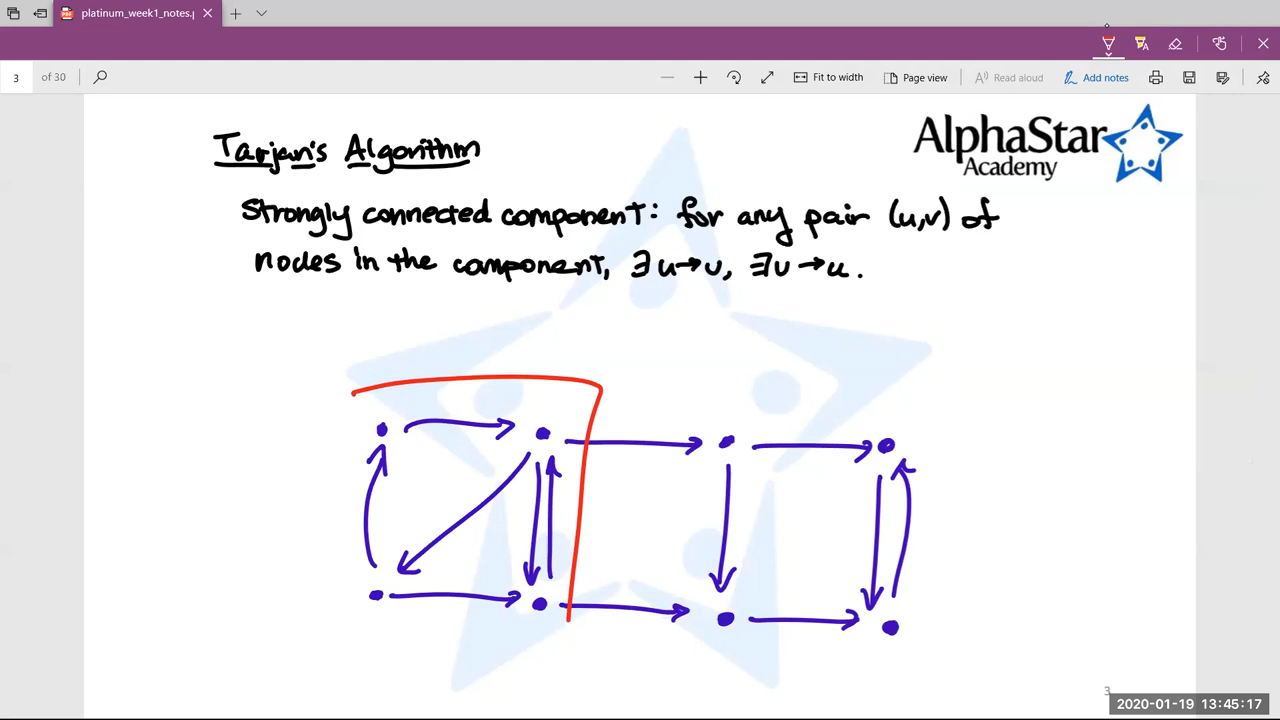 platinum_week1_notes.p
3 of 30
Fit to width
Page view
Read aloud
Add notes
AlphaStar
Academy
Tarjan's Algorithm
Strongly connected component: for any pair (u,v) of
nodes in the component, ∃ u→v, ∃ v→u.
3
2020-01-19 13:45:17